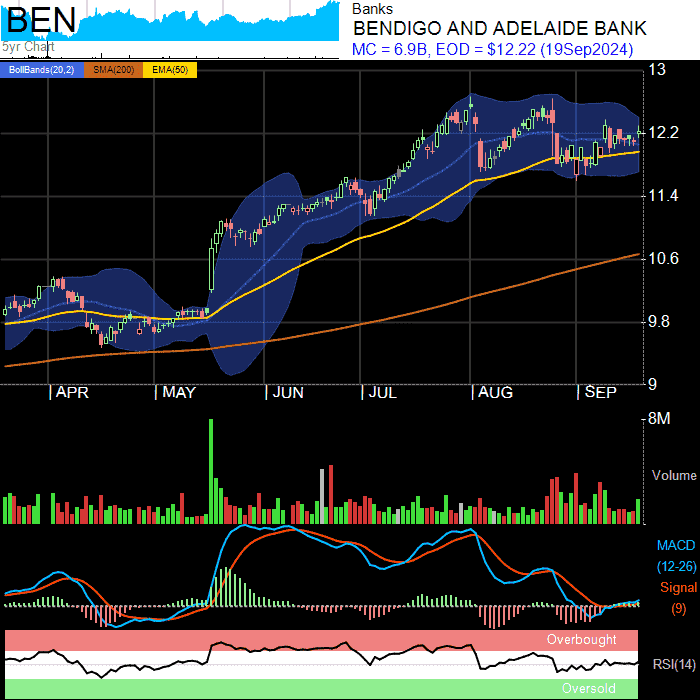 BEN
5yr Chart
Banks
BENDIGO AND ADELAIDE BANK
MC = 6.9B, EOD = $12.22 (19Sep2024)
BollBands(20,2) SMA(200) EMA(50)
13
12.2
11.4
10.6
9.8
9
APR MAY JUN JUL AUG SEP
8M
Volume
MACD
(12-26)
Signal
(9)
Overbought
RSI(14)
Oversold